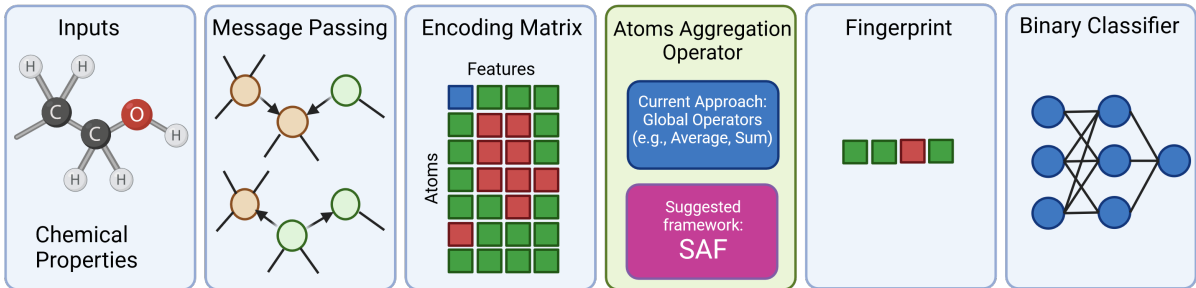 Inputs
H
H
C
O
C
H
H
H
Chemical
Properties
Message Passing
Encoding Matrix
Features
Atoms
Atoms Aggregation
Operator
Current Approach:
Global Operators
(e.g., Average, Sum)
Suggested
framework:
SAF
Fingerprint
Binary Classifier